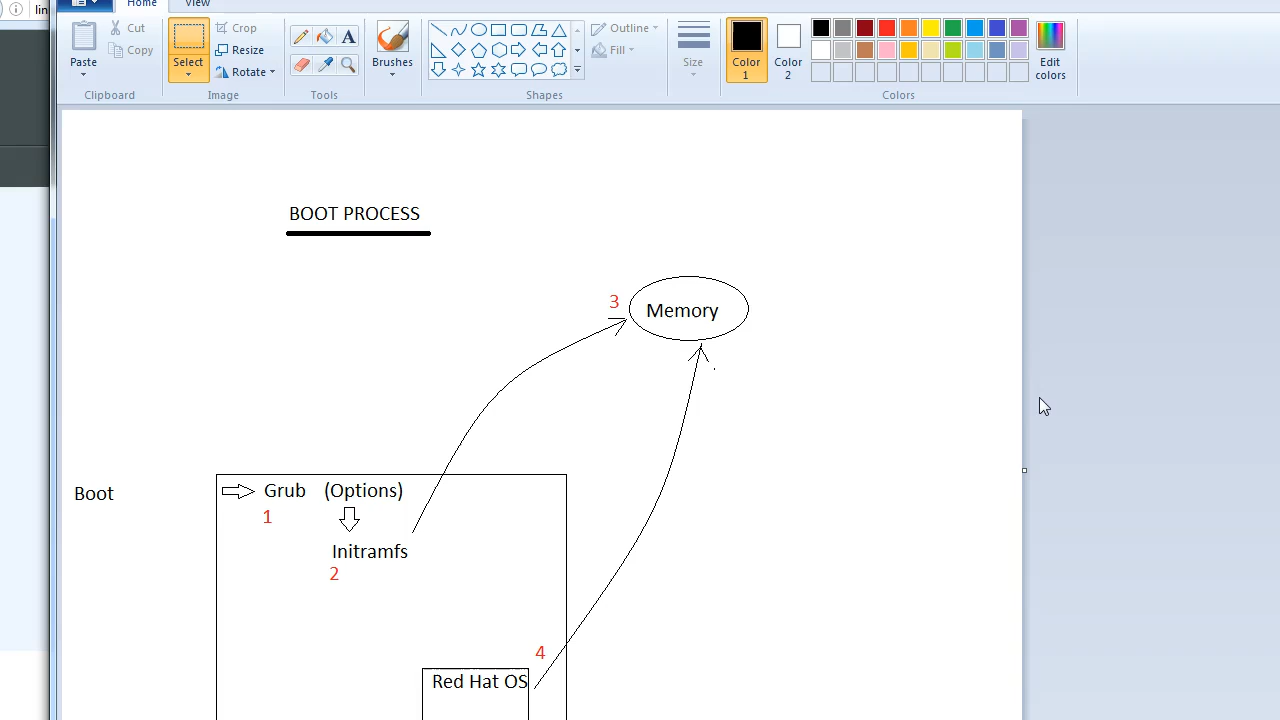 lin
Home View
Paste
Cut
Copy
Clipboard
Select
Crop
Resize
Rotate
Image
A
Tools
Brushes
Outline
Fill
Shapes
Size
Color
1
Color
2
Edit
colors
Colors
BOOT PROCESS
3
Memory
Boot
Grub (Options)
1
Initramfs
2
4
Red Hat OS